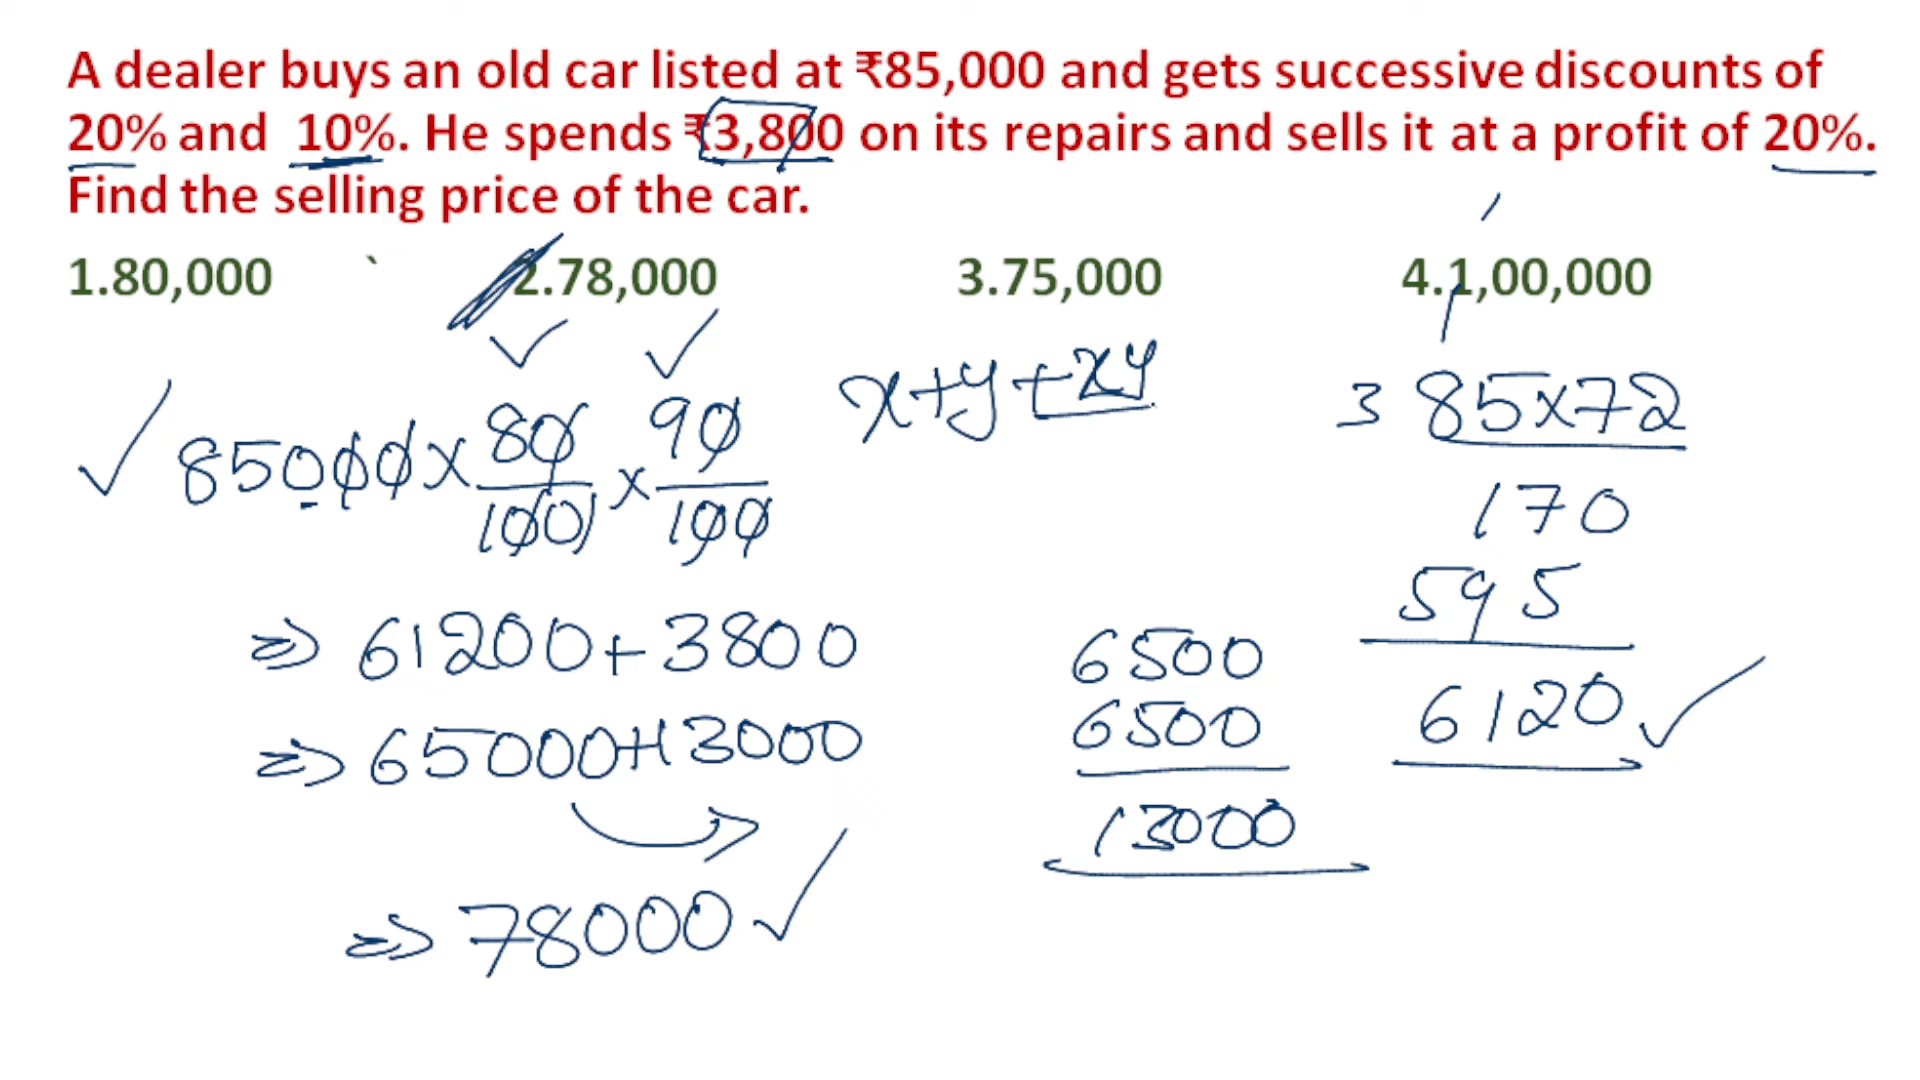 A dealer buys an old car listed at ₹85,000 and gets successive discounts of
20% and 10%. He spends ₹3,800 on its repairs and sells it at a profit of 20%.
Find the selling price of the car.
1.80,000 2.78,000 3.75,000 4.1,00,000
85000 × 80/100 × 90/100
x+y+xy
3 85×72
170
595
6120
⇒ 61200+3800
⇒ 65000+13000
⇒ 78000
6500
6500
13000